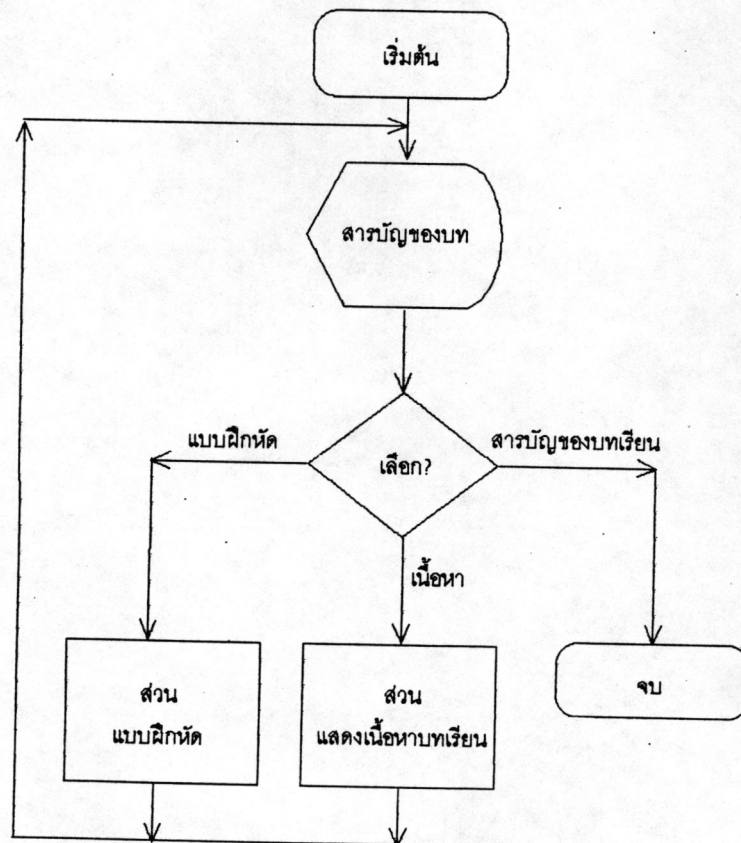 เริ่มต้น
สารบัญของบท
แบบฝึกหัด
เลือก?
สารบัญของบทเรียน
เนื้อหา
ส่วน
แบบฝึกหัด
ส่วน
แสดงเนื้อหาบทเรียน
จบ